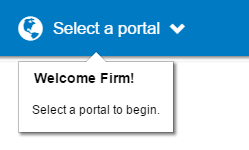 Select a portal
Welcome Firm!
Select a portal to begin.